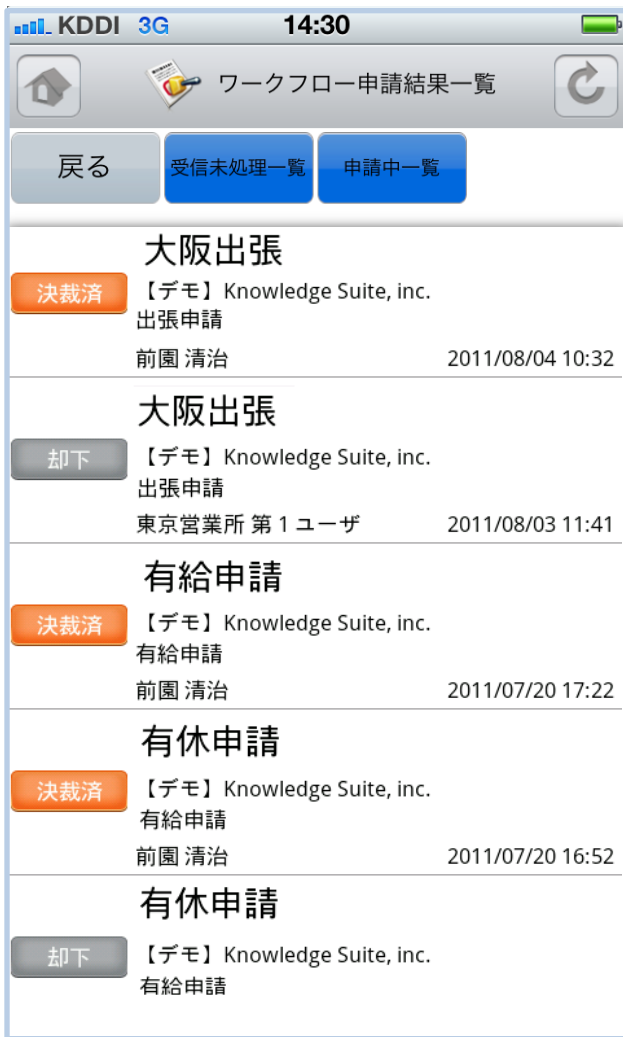 KDDI 3G 14:30
ワークフロー申請結果一覧
戻る 受信未処理一覧 申請中一覧
大阪出張
決裁済 【デモ】Knowledge Suite, inc.
出張申請
前園 清治 2011/08/04 10:32
大阪出張
却下 【デモ】Knowledge Suite, inc.
出張申請
東京営業所 第1ユーザ 2011/08/03 11:41
有給申請
決裁済 【デモ】Knowledge Suite, inc.
有給申請
前園 清治 2011/07/20 17:22
有休申請
決裁済 【デモ】Knowledge Suite, inc.
有給申請
前園 清治 2011/07/20 16:52
有休申請
却下 【デモ】Knowledge Suite, inc.
有給申請